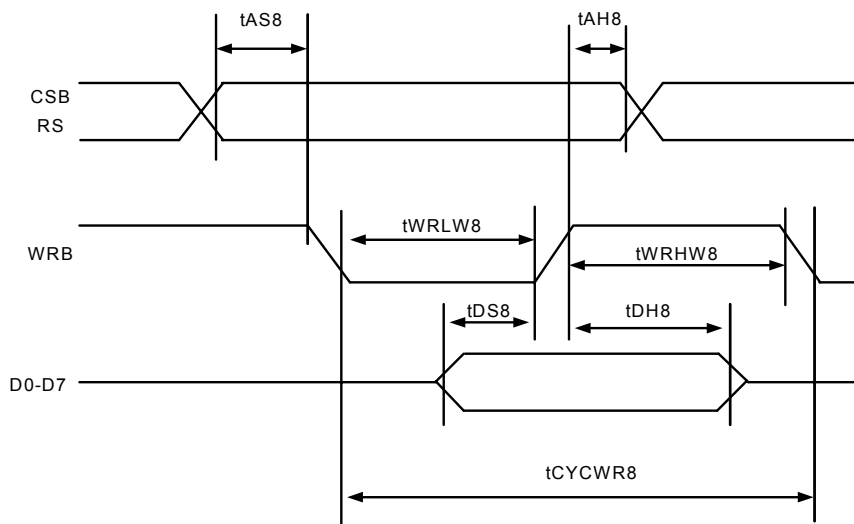 tAS8
tAH8
CSB
RS
WRB
tWRLW8
tWRHW8
tDS8
tDH8
D0-D7
tCYCWR8